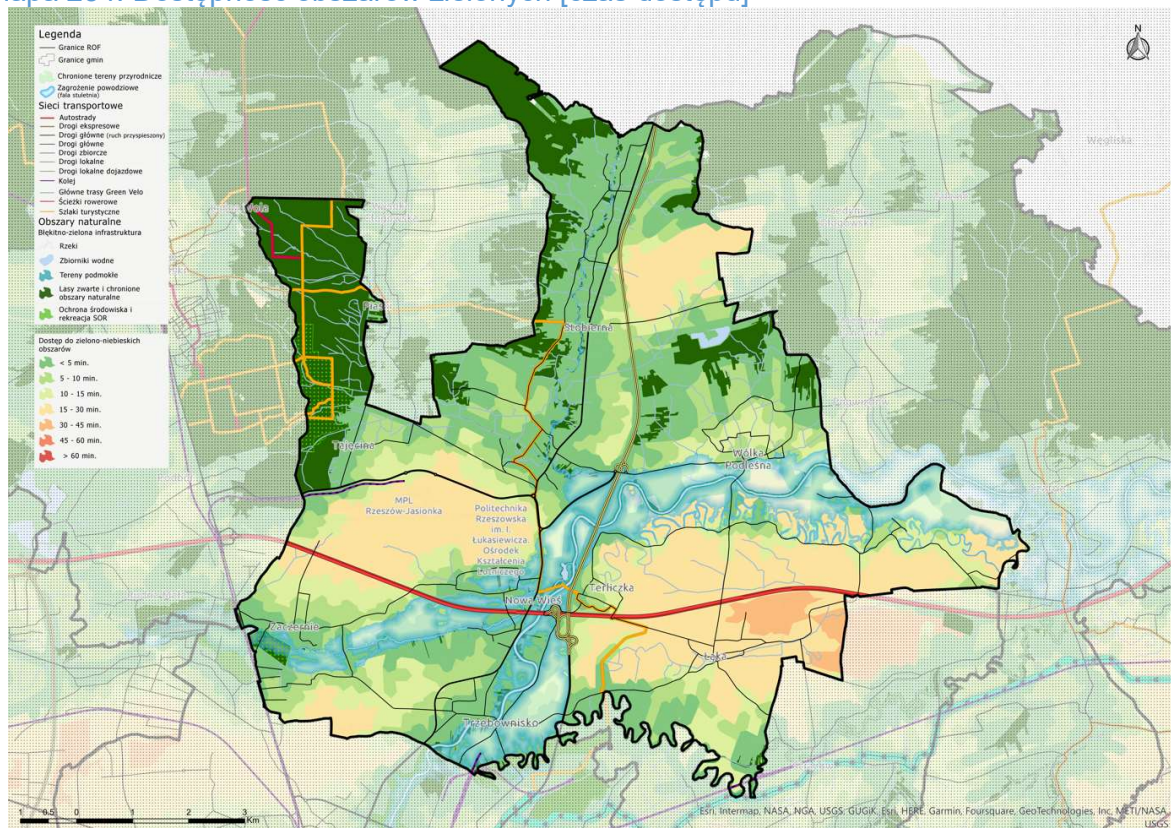 Dostępność obszarów zielonych [czas dostępu]
N
Legenda
Granice ROF
Granice gmin
Chronione tereny przyrodnicze
Zagrożenie powodziowe
(fala stuletnia)
Sieci transportowe
Autostrady
Drogi ekspresowe
Drogi główne (ruch przyspieszony)
Drogi główne
Drogi zbiorcze
Drogi lokalne
Drogi lokalne dojazdowe
Kolej
Główne trasy Green Velo
Ścieżki rowerowe
Szlaki turystyczne
Obszary naturalne
Błękitno-zielona infrastruktura
Rzeki
Zbiorniki wodne
Tereny podmokłe
Lasy zwarte i chronione
obszary naturalne
Ochrona środowiska i
rekreacja SOR
Dostęp do zielono-niebieskich
obszarów
< 5 min.
5 - 10 min.
10 - 15 min.
15 - 30 min.
30 - 45 min.
45 - 60 min.
> 60 min.
Węgliska
Stobierna
Tajęcina
Wólka
Podleśna
MPL
Rzeszów-Jasionka
Politechnika
Rzeszowska
im. I.
Łukasiewicza.
Ośrodek
Kształcenia
Lotniczego
Terliczka
Nowa Wieś
Zaczernie
Łąka
Trzebownisko
1 0.5 0 1 2 3
Km
Esri, Intermap, NASA, NGA, USGS, GUGiK, Esri, HERE, Garmin, Foursquare, GeoTechnologies, Inc, METI/NASA,
USGS